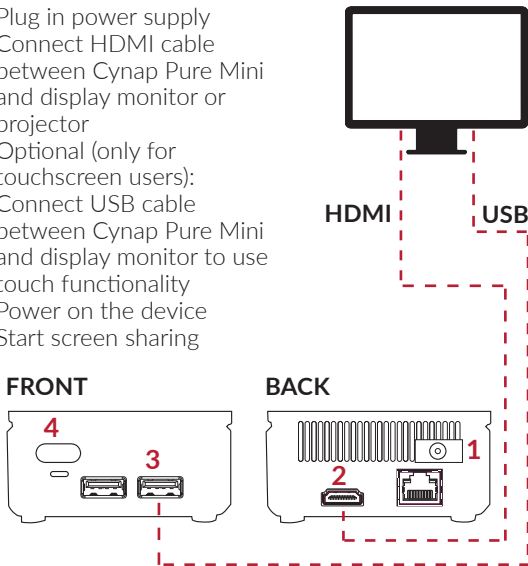 Plug in power supply
Connect HDMI cable
between Cynap Pure Mini
and display monitor or
projector
Optional (only for
touchscreen users):
Connect USB cable
between Cynap Pure Mini
and display monitor to use
touch functionality
Power on the device
Start screen sharing
HDMI
USB
FRONT
BACK
4
3
1
2